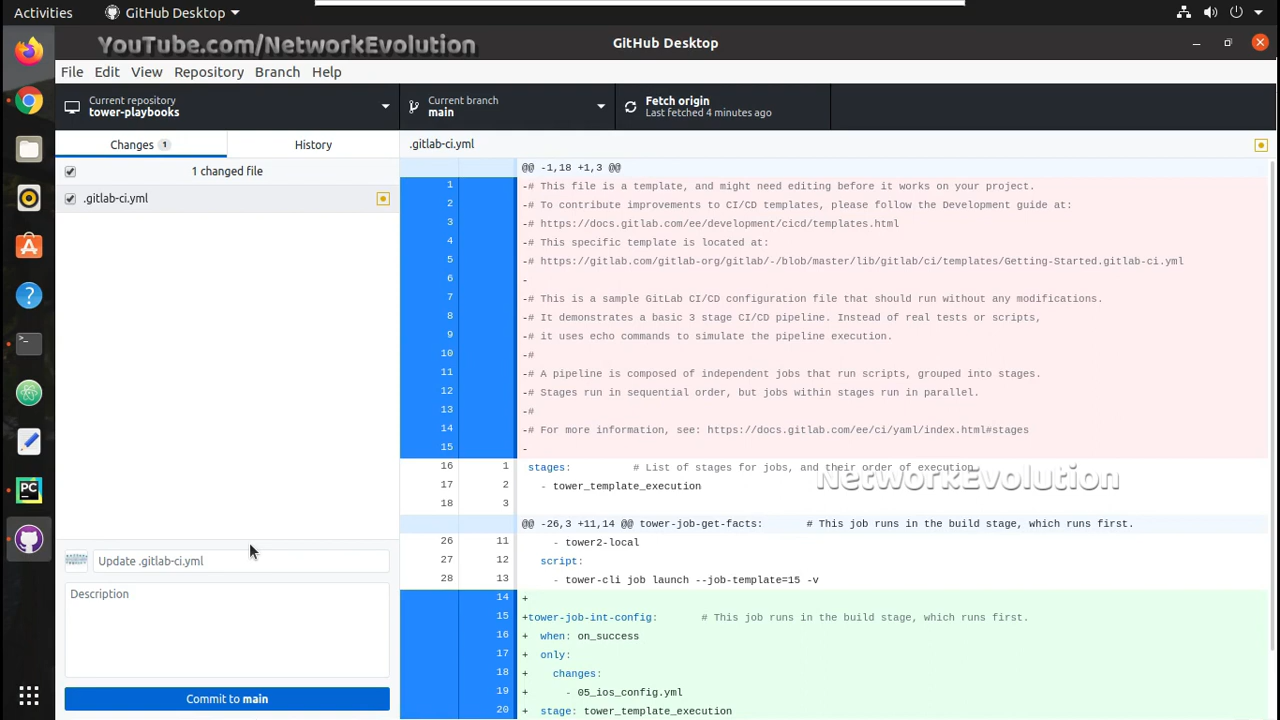 Activities
GitHub Desktop
YouTube.com/NetworkEvolution
GitHub Desktop
File Edit View Repository Branch Help
Current repository
tower-playbooks
Current branch
main
Fetch origin
Last fetched 4 minutes ago
Changes 1
History
.gitlab-ci.yml
1 changed file
.gitlab-ci.yml
@@ -1,18 +1,3 @@
1 -# This file is a template, and might need editing before it works on your project.
2 -# To contribute improvements to CI/CD templates, please follow the Development guide at:
3 -# https://docs.gitlab.com/ee/development/cicd/templates.html
4 -# This specific template is located at:
5 -# https://gitlab.com/gitlab-org/gitlab/-/blob/master/lib/gitlab/ci/templates/Getting-Started.gitlab-ci.yml
6 -
7 -# This is a sample GitLab CI/CD configuration file that should run without any modifications.
8 -# It demonstrates a basic 3 stage CI/CD pipeline. Instead of real tests or scripts,
9 -# it uses echo commands to simulate the pipeline execution.
10 -#
11 -# A pipeline is composed of independent jobs that run scripts, grouped into stages.
12 -# Stages run in sequential order, but jobs within stages run in parallel.
13 -#
14 -# For more information, see: https://docs.gitlab.com/ee/ci/yaml/index.html#stages
15 -
16 1 stages: # List of stages for jobs, and their order of execution
17 2 - tower_template_execution
18 3
NetworkEvolution
@@ -26,3 +11,14 @@ tower-job-get-facts: # This job runs in the build stage, which runs first.
26 11 - tower2-local
27 12 script:
28 13 - tower-cli job launch --job-template=15 -v
14 +
15 +tower-job-int-config: # This job runs in the build stage, which runs first.
16 + when: on_success
17 + only:
18 + changes:
19 + - 05_ios_config.yml
20 + stage: tower_template_execution
Update .gitlab-ci.yml
Description
Commit to main